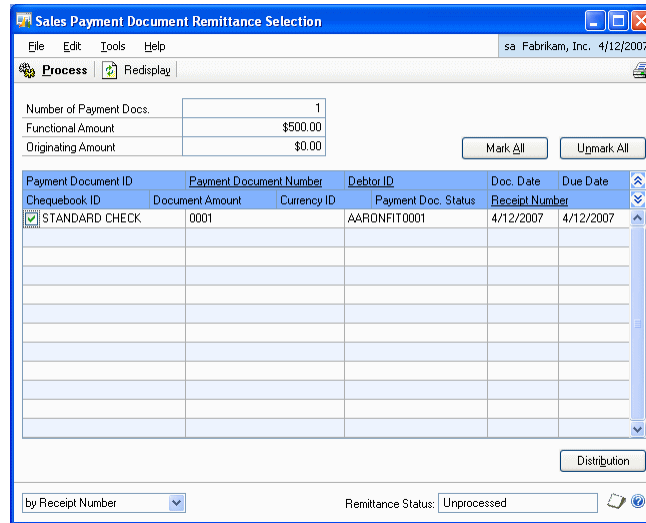 Sales Payment Document Remittance Selection
File Edit Tools Help sa Fabrikam, Inc. 4/12/2007
Process Redisplay
Number of Payment Docs. 1
Functional Amount $500.00
Originating Amount $0.00
Mark All Unmark All
Payment Document ID Payment Document Number Debtor ID Doc. Date Due Date
Chequebook ID Document Amount Currency ID Payment Doc. Status Receipt Number
STANDARD CHECK 0001 AARONFIT0001 4/12/2007 4/12/2007
Distribution
by Receipt Number Remittance Status: Unprocessed